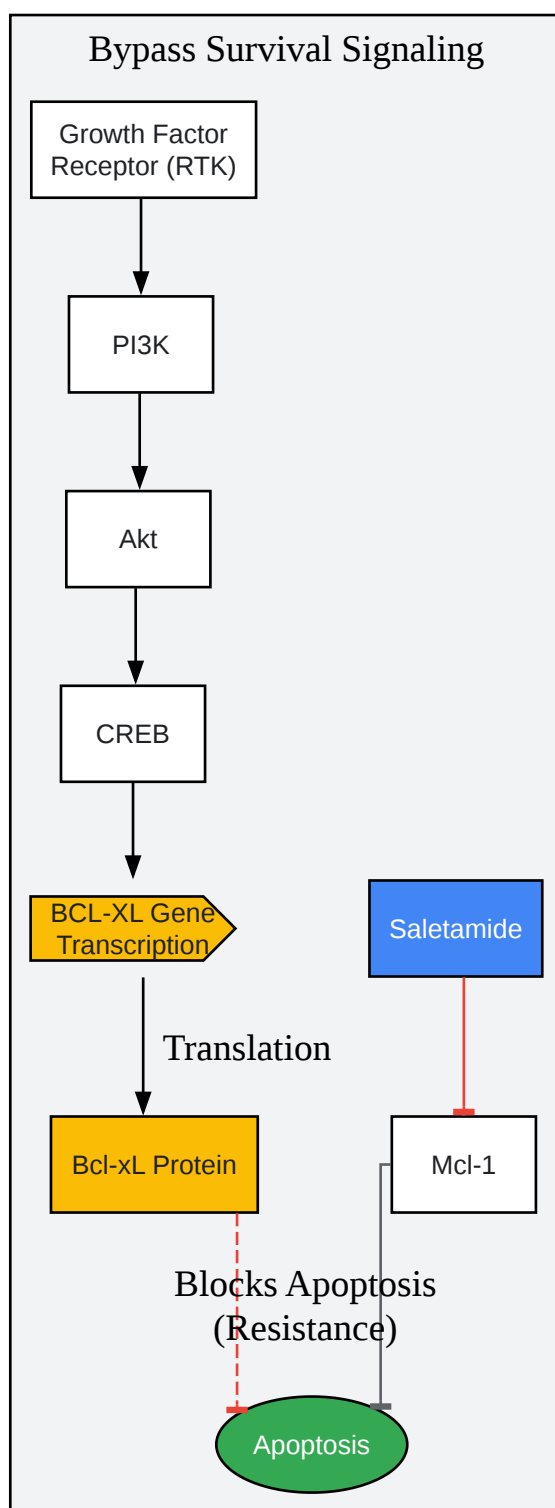 Bypass Survival Signaling
Growth Factor
Receptor (RTK)
PI3K
Akt
CREB
BCL-XL Gene
Transcription
Saletamide
Translation
Bcl-xL Protein
Mcl-1
Blocks Apoptosis
(Resistance)
Apoptosis